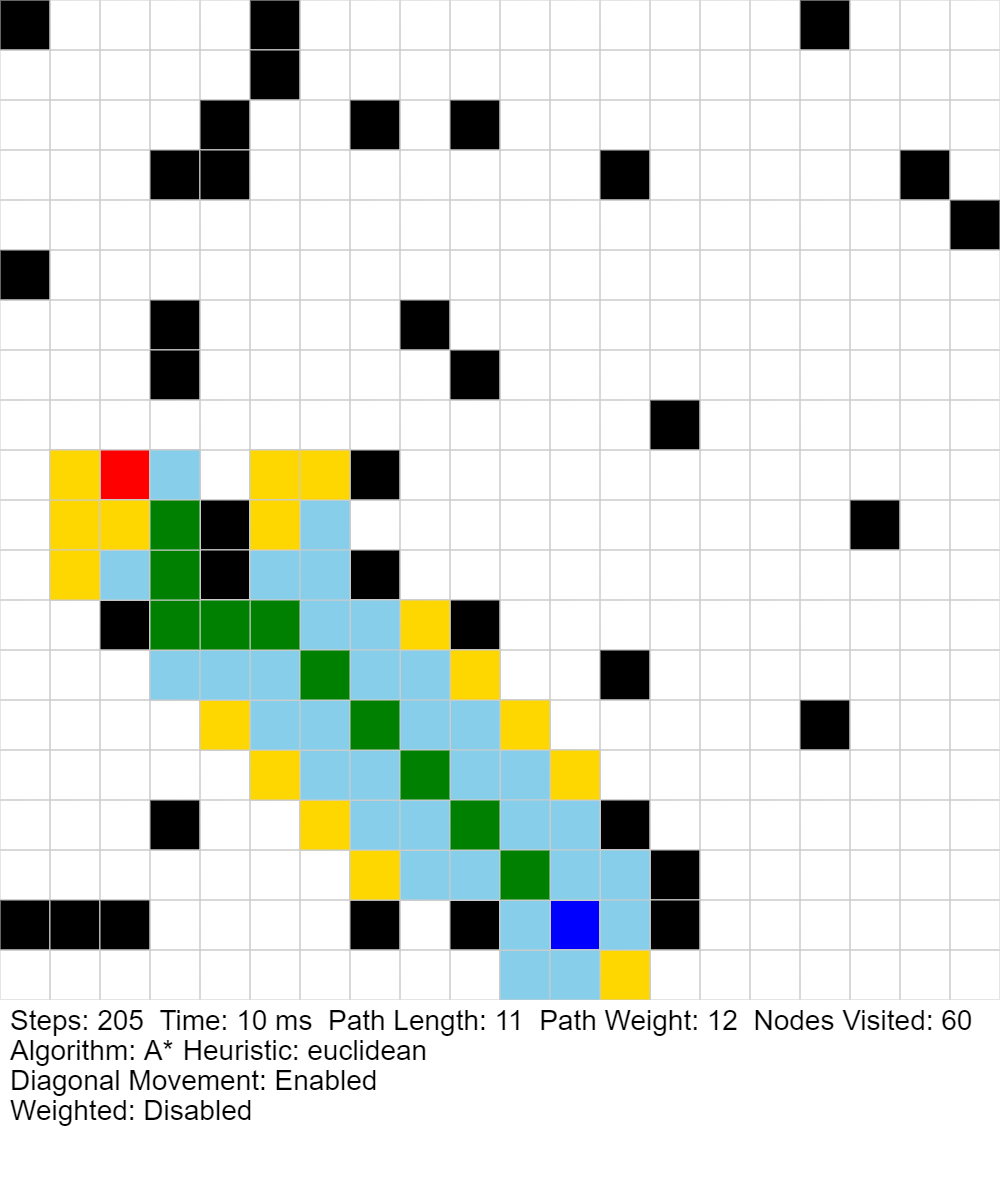 Steps: 205  Time: 10 ms  Path Length: 11  Path Weight: 12  Nodes Visited: 60
Algorithm: A* Heuristic: euclidean
Diagonal Movement: Enabled
Weighted: Disabled